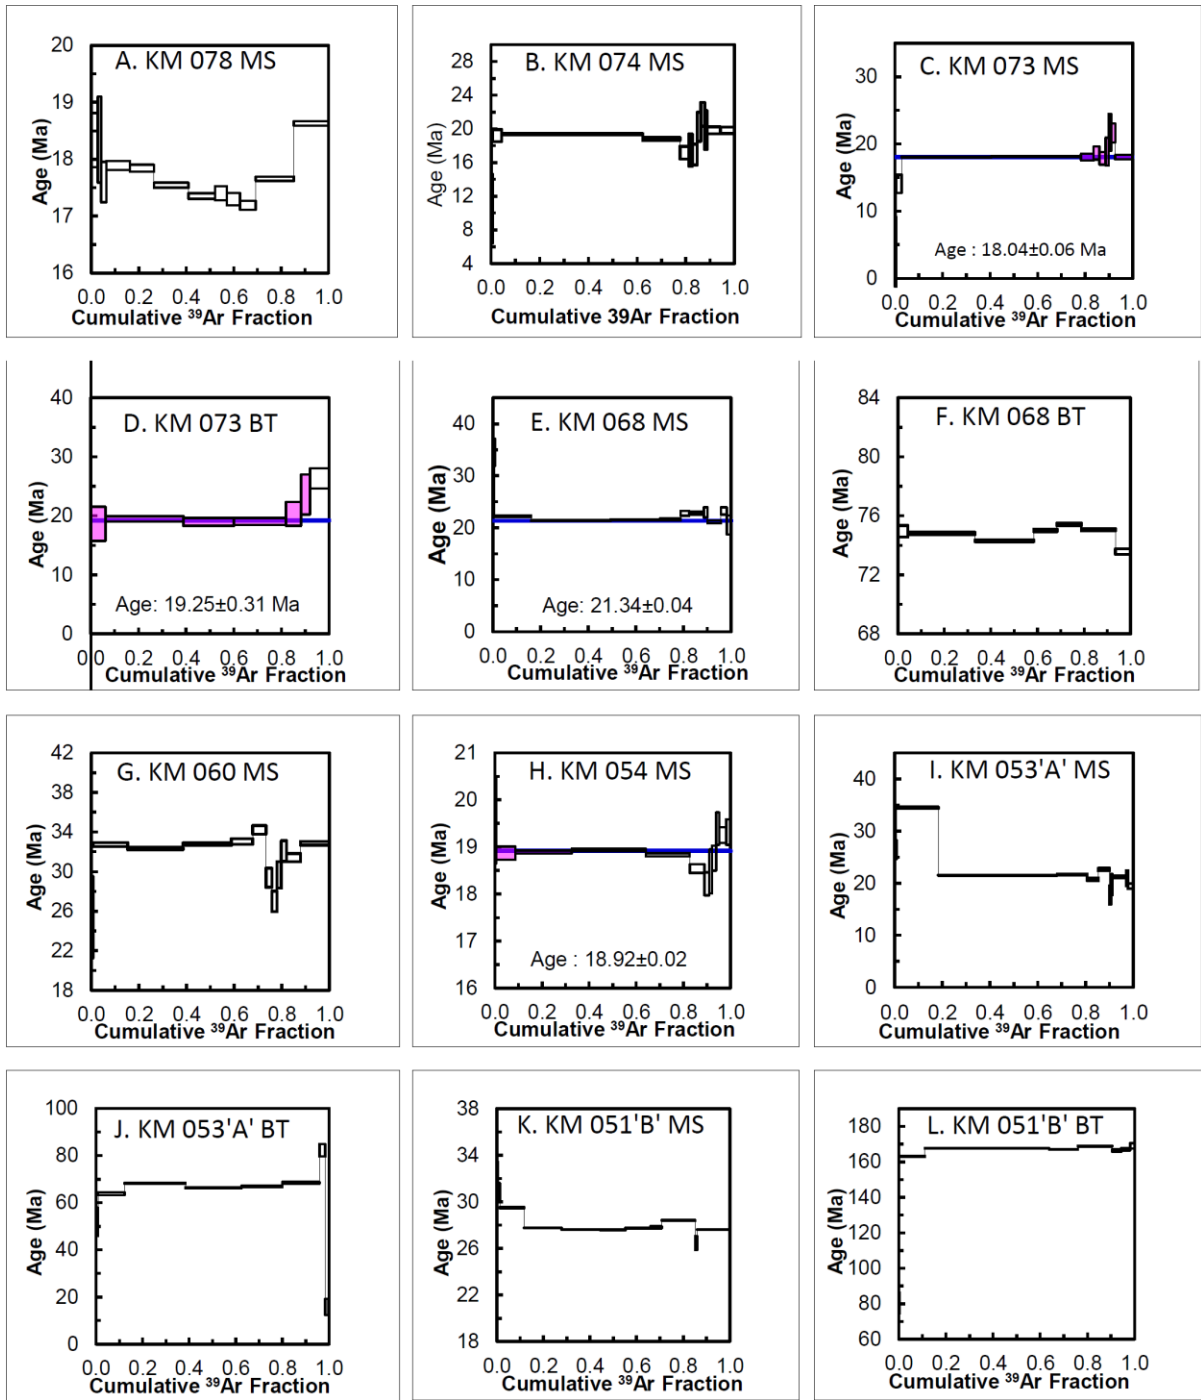 A. KM 078 MS
Age (Ma)
20
19
18
17
16
0.0 0.2 0.4 0.6 0.8 1.0
Cumulative ³⁹Ar Fraction
B. KM 074 MS
Age (Ma)
28
24
20
16
12
8
4
0.0 0.2 0.4 0.6 0.8 1.0
Cumulative 39Ar Fraction
C. KM 073 MS
Age (Ma)
30
20
10
0
Age : 18.04±0.06 Ma
0.0 0.2 0.4 0.6 0.8 1.0
Cumulative ³⁹Ar Fraction
D. KM 073 BT
Age (Ma)
40
30
20
10
0
Age: 19.25±0.31 Ma
0.0 0.2 0.4 0.6 0.8 1.0
Cumulative ³⁹Ar Fraction
E. KM 068 MS
Age (Ma)
40
30
20
10
0
Age: 21.34±0.04
0.0 0.2 0.4 0.6 0.8 1.0
Cumulative ³⁹Ar Fraction
F. KM 068 BT
Age (Ma)
84
80
76
72
68
0.0 0.2 0.4 0.6 0.8 1.0
Cumulative ³⁹Ar Fraction
G. KM 060 MS
Age (Ma)
42
38
34
30
26
22
18
0.0 0.2 0.4 0.6 0.8 1.0
Cumulative ³⁹Ar Fraction
H. KM 054 MS
Age (Ma)
21
20
19
18
17
16
Age : 18.92±0.02
0.0 0.2 0.4 0.6 0.8 1.0
Cumulative ³⁹Ar Fraction
I. KM 053'A' MS
Age (Ma)
40
30
20
10
0
0.0 0.2 0.4 0.6 0.8 1.0
Cumulative ³⁹Ar Fraction
J. KM 053'A' BT
Age (Ma)
100
80
60
40
20
0
0.0 0.2 0.4 0.6 0.8 1.0
Cumulative ³⁹Ar Fraction
K. KM 051'B' MS
Age (Ma)
38
34
30
26
22
18
0.0 0.2 0.4 0.6 0.8 1.0
Cumulative ³⁹Ar Fraction
L. KM 051'B' BT
Age (Ma)
180
160
140
120
100
80
60
0.0 0.2 0.4 0.6 0.8 1.0
Cumulative ³⁹Ar Fraction